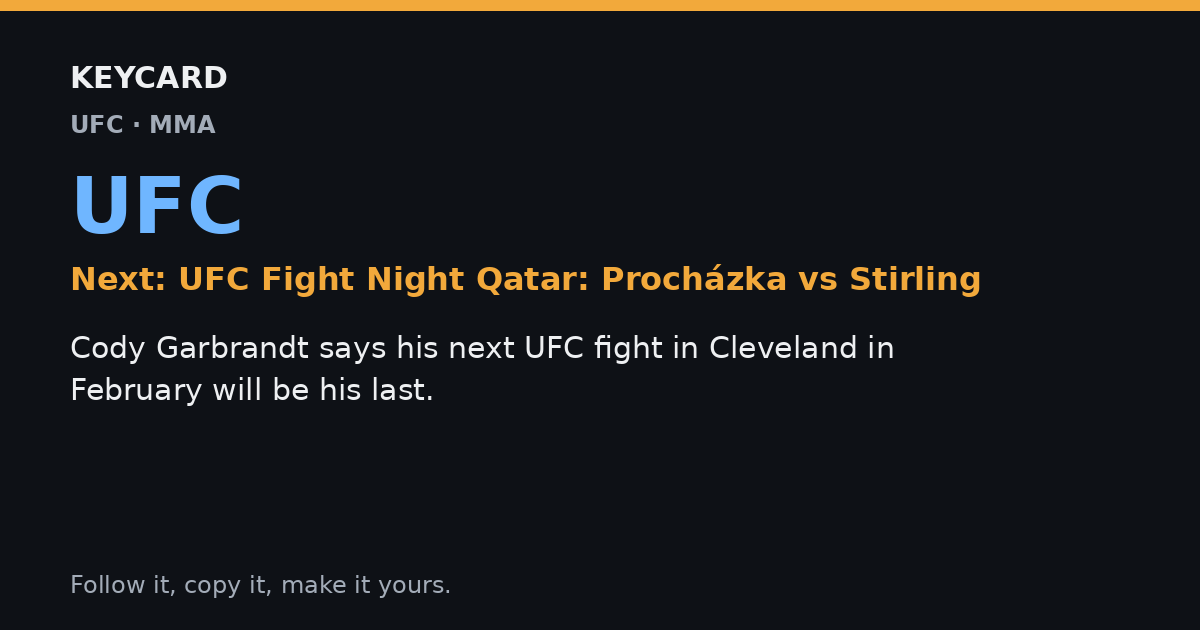 KEYCARD
UFC · MMA
UFC
Next: UFC Fight Night Qatar: Procházka vs Stirling
Cody Garbrandt says his next UFC fight in Cleveland in
February will be his last.
Follow it, copy it, make it yours.